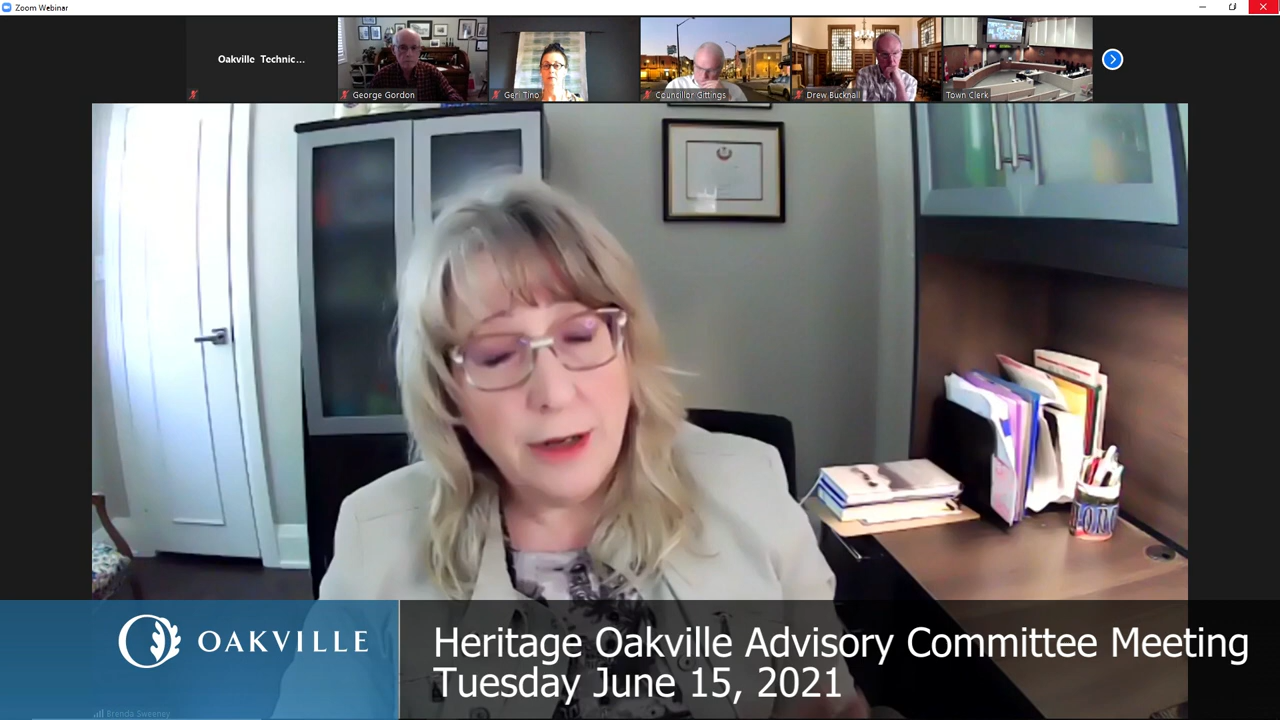 Zoom Webinar
Oakville Technic...
George Gordon
Geri Tino
Councillor Gittings
Drew Bucknall
Town Clerk
OAKVILLE
Heritage Oakville Advisory Committee Meeting
Tuesday June 15, 2021
Brenda Sweeney